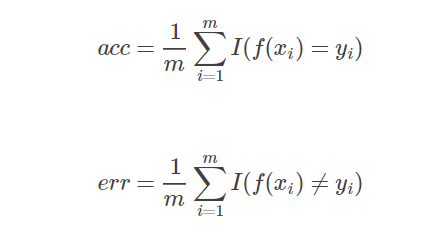 acc = \frac{1}{m} \sum_{i=1}^{m} I(f(x_i) = y_i)
err = \frac{1}{m} \sum_{i=1}^{m} I(f(x_i) \neq y_i)